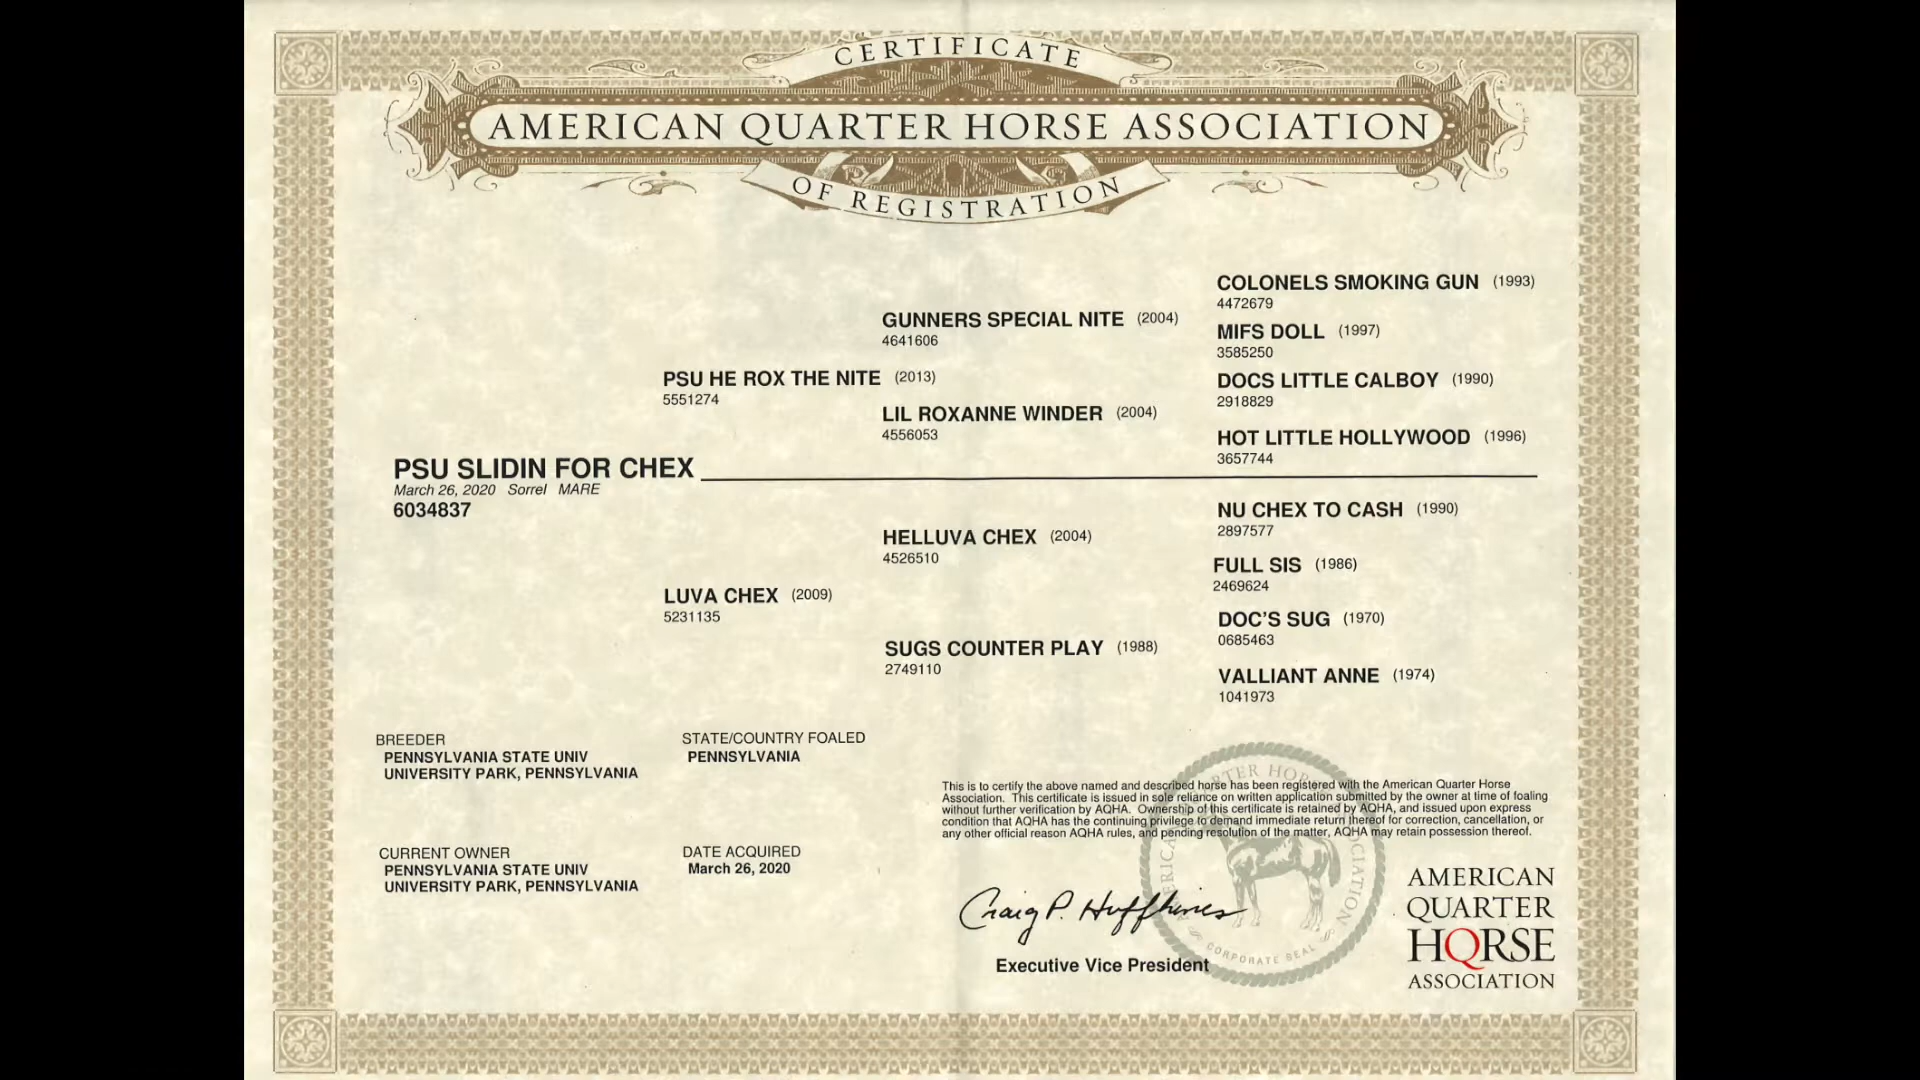 CERTIFICATE
AMERICAN QUARTER HORSE ASSOCIATION
OF REGISTRATION
COLONELS SMOKING GUN (1993)
4472679
GUNNERS SPECIAL NITE (2004)
4641606
MIFS DOLL (1997)
3585250
PSU HE ROX THE NITE (2013)
5551274
DOCS LITTLE CALBOY (1990)
2918829
LIL ROXANNE WINDER (2004)
4556053
HOT LITTLE HOLLYWOOD (1996)
3657744
PSU SLIDIN FOR CHEX
March 26, 2020 Sorrel MARE
6034837
NU CHEX TO CASH (1990)
2897577
HELLUVA CHEX (2004)
4526510
FULL SIS (1986)
2469624
LUVA CHEX (2009)
5231135
DOC'S SUG (1970)
0685463
SUGS COUNTER PLAY (1988)
2749110
VALLIANT ANNE (1974)
1041973
BREEDER
PENNSYLVANIA STATE UNIV
UNIVERSITY PARK, PENNSYLVANIA
STATE/COUNTRY FOALED
PENNSYLVANIA
CURRENT OWNER
PENNSYLVANIA STATE UNIV
UNIVERSITY PARK, PENNSYLVANIA
DATE ACQUIRED
March 26, 2020
This is to certify the above named and described horse has been registered with the American Quarter Horse
Association. This certificate is issued in sole reliance on written application submitted by the owner at time of foaling
without further verification by AQHA. Ownership of this certificate is retained by AQHA, and issued upon express
condition that AQHA has the continuing privilege to demand immediate return thereof for correction, cancellation, or
any other official reason AQHA rules, and pending resolution of the matter, AQHA may retain possession thereof.
Craig P. Huffhines
Executive Vice President
CORPORATE SEAL
AMERICAN
QUARTER
HORSE
ASSOCIATION